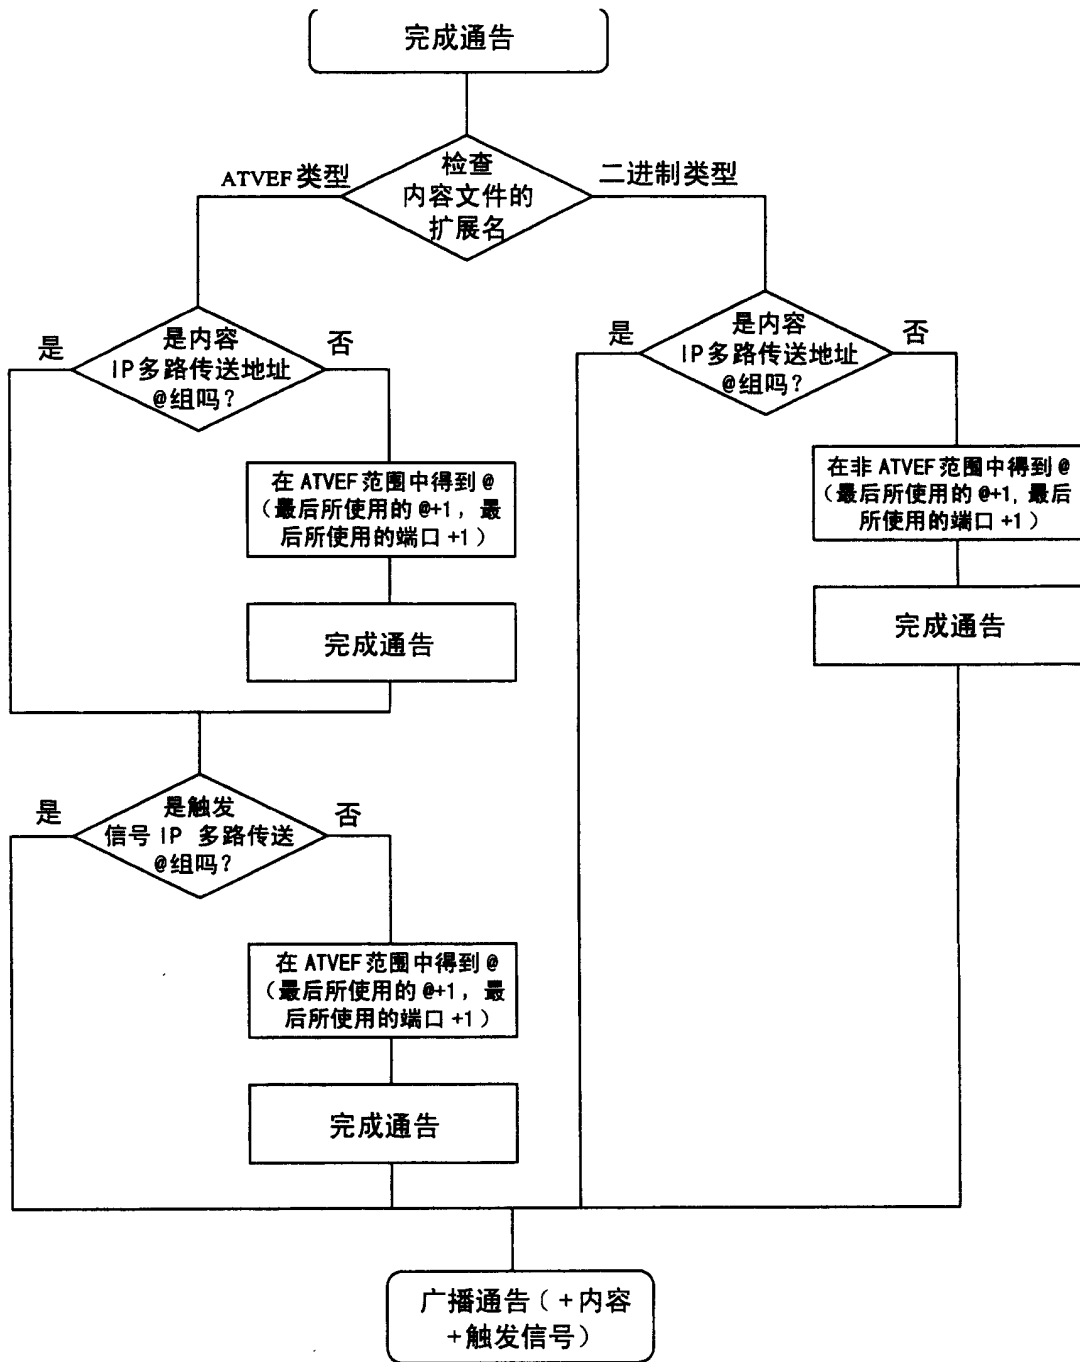 完成通告
检查
内容文件的
扩展名
ATVEF 类型
二进制类型
是内容
IP多路传送地址
@组吗？
是
否
是内容
IP多路传送地址
@组吗？
是
否
在 ATVEF 范围中得到 @
（最后所使用的 @+1，最
后所使用的端口 +1）
在非 ATVEF 范围中得到 @
（最后所使用的 @+1, 最后
所使用的端口 +1）
完成通告
完成通告
是触发
信号 IP 多路传送
@组吗？
是
否
在 ATVEF 范围中得到 @
（最后所使用的 @+1，最
后所使用的端口 +1）
完成通告
广播通告（+内容
+触发信号）